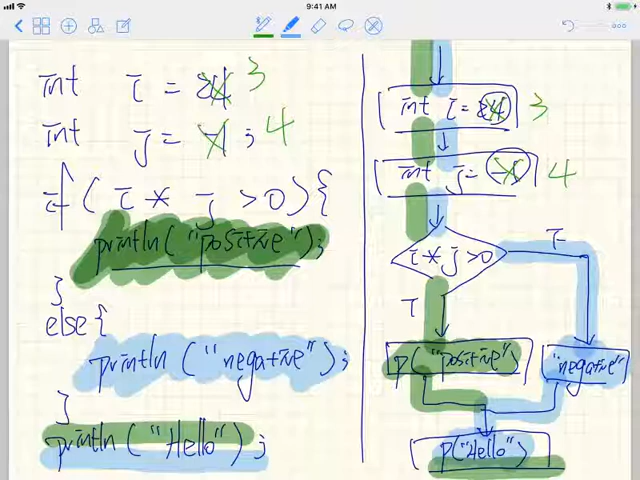 9:41 AM
int i = 3
int j = ; 4
if ( i * j > 0 ) {
println("positive");
}
else {
println("negative");
}
println("Hello");
int i = 3
int j = 4
i * j > 0
F
T
p("positive")
"negative"
p("Hello")